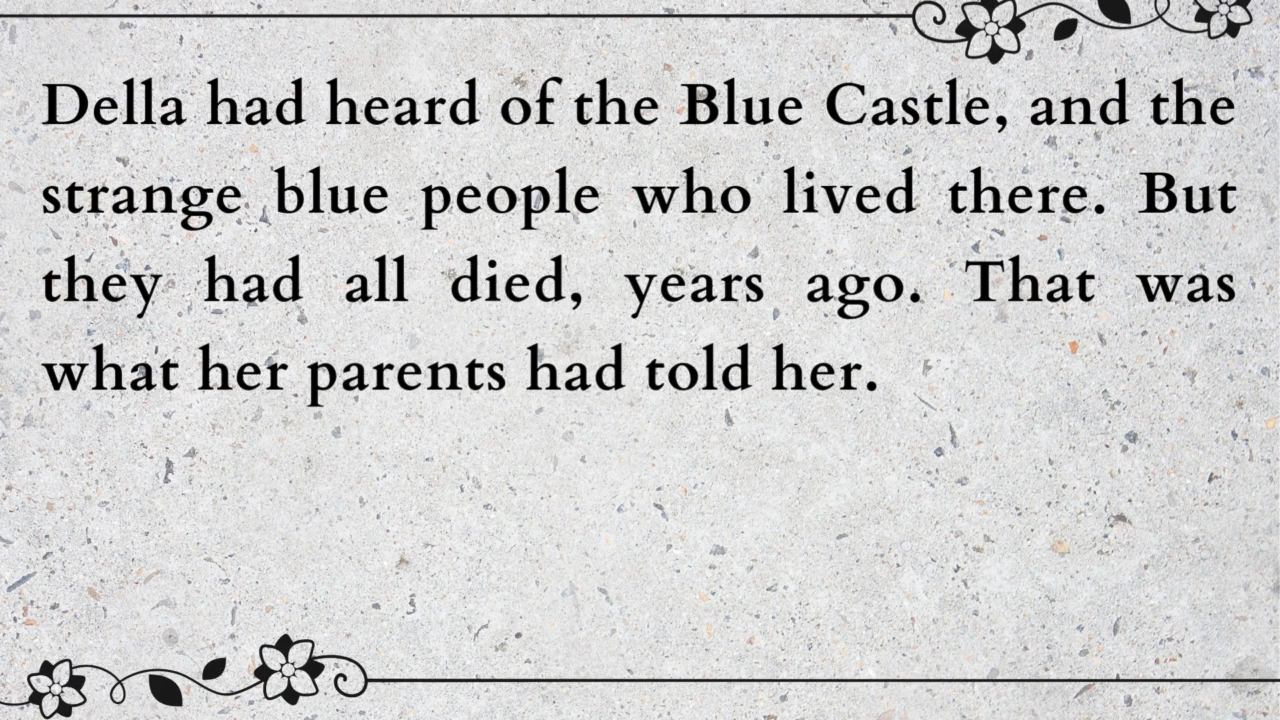 Della had heard of the Blue Castle, and the
strange blue people who lived there. But
they had all died, years ago. That was
what her parents had told her.